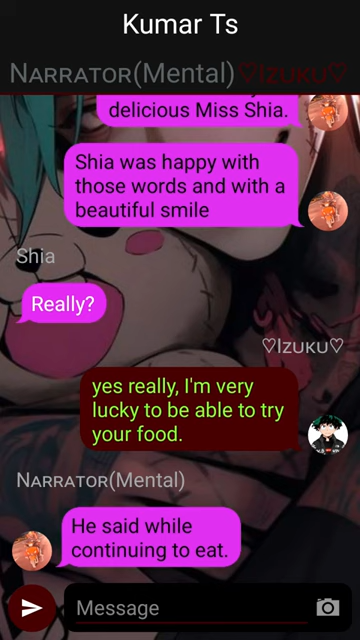 Kumar Ts
NARRATOR(Mental)♡IZUKU♡
delicious Miss Shia.
Shia was happy with
those words and with a
beautiful smile
Shia
Really?
♡IZUKU♡
yes really, I'm very
lucky to be able to try
your food.
NARRATOR(Mental)
He said while
continuing to eat.
Message